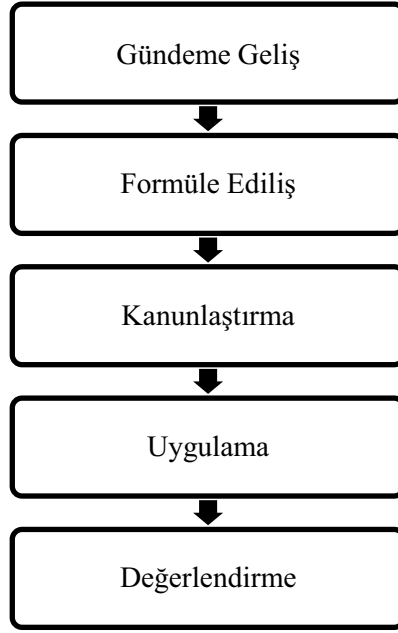 Gündeme Geliş
Formüle Ediliş
Kanunlaştırma
Uygulama
Değerlendirme